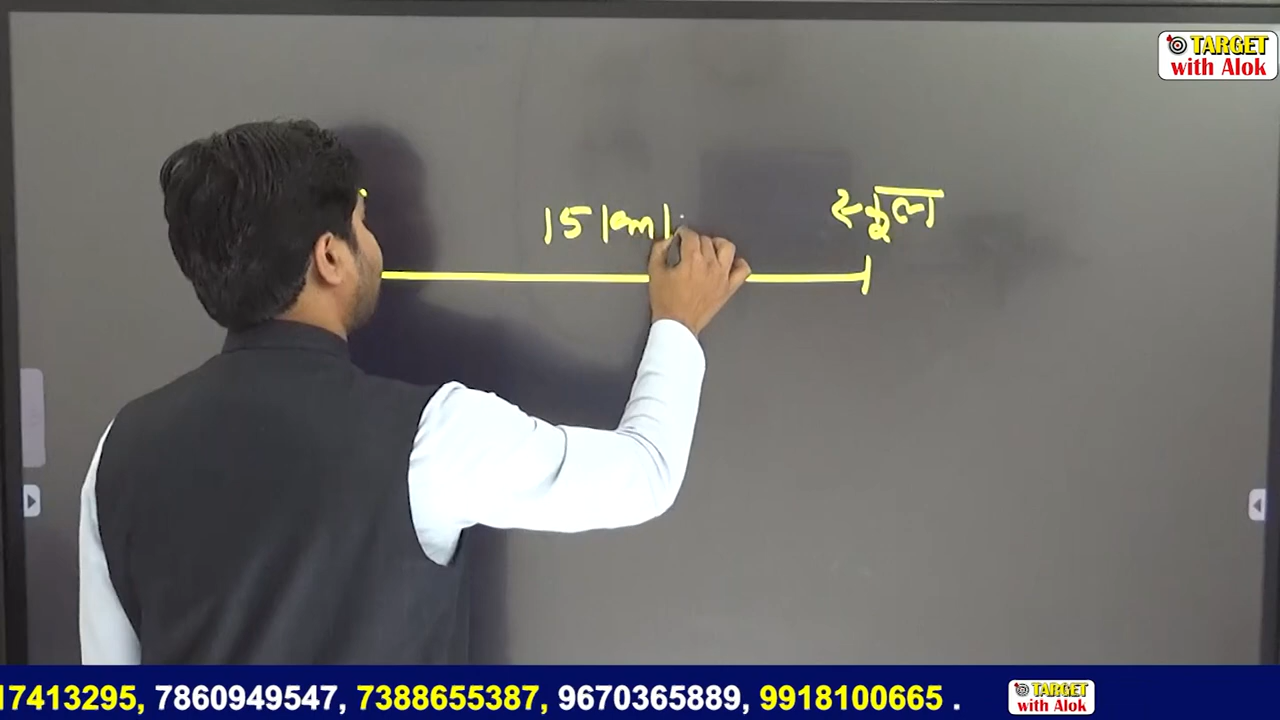 TARGET
with Alok
स्कूल
15 km/
17413295, 7860949547, 7388655387, 9670365889, 9918100665 .
TARGET
with Alok